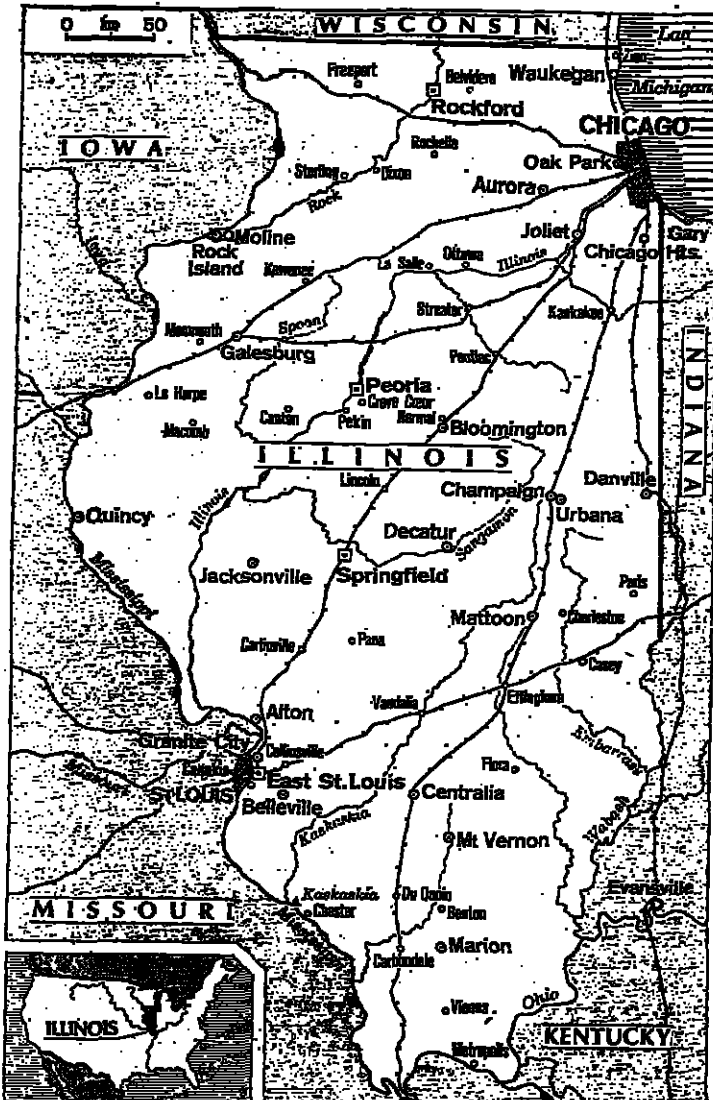 WISCONSIN
0 km 50
Lan
Freeport
Belvidere
Waukegan
Michigan
Rockford
CHICAGO
IOWA
Rochelle
Oak Park
Sterling
Dixon
Aurora
Rock
Moline
Joliet
Gary
Rock
Island
Chicago Hts.
Kewanee
La Salle
Ottawa
Illinois
Streator
Kankakee
Monmouth
Spoon
Galesburg
Pontiac
INDIANA
La Harpe
Peoria
Creve Cœur
Canton
Pekin
Normal
Bloomington
Macomb
ILLINOIS
Lincoln
Champaign
Danville
Urbana
Quincy
Illinois
Decatur
Sangamon
Jacksonville
Springfield
Mississippi
Paris
Mattoon
Charleston
Carlinville
Pana
Casey
Vandalia
Effingham
Alton
Granite City
Collinsville
Embarrass
Missouri
East St.Louis
Flora
St LOUIS
Belleville
Centralia
Wabash
Kaskaskia
Mt Vernon
Kaskaskia
Chester
Du Quoin
Benton
Evansville
MISSOURI
Carbondale
Marion
Vienna
Ohio
Metropolis
KENTUCKY
ILLINOIS